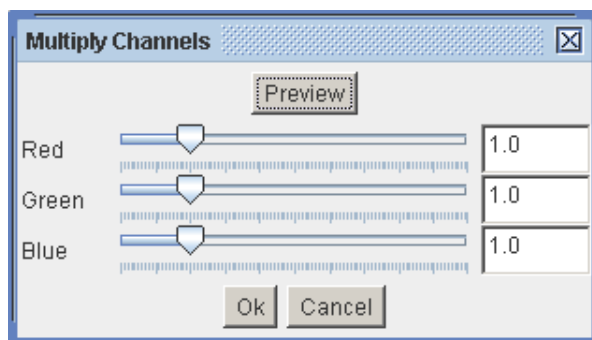 Multiply Channels
Preview
Red 1.0
Green 1.0
Blue 1.0
Ok Cancel